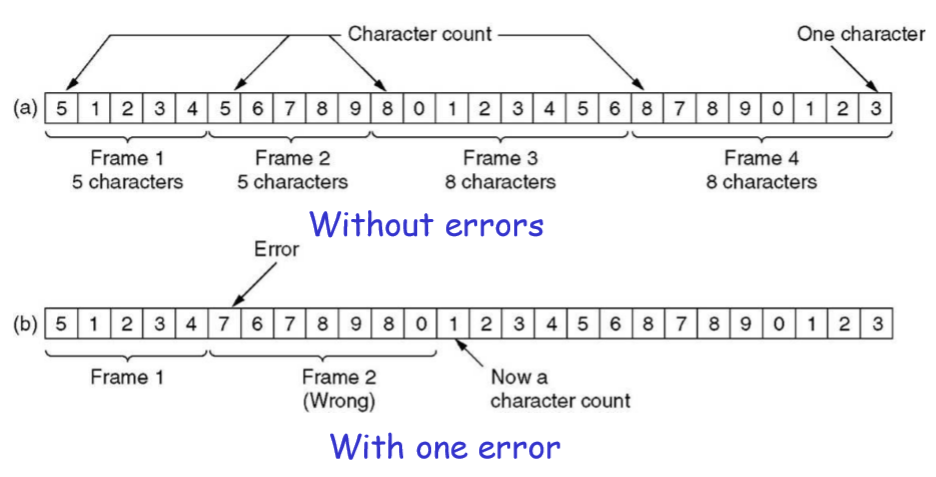 Character count
One character
(a) 5 1 2 3 4 5 6 7 8 9 8 0 1 2 3 4 5 6 8 7 8 9 0 1 2 3
Frame 1 Frame 2 Frame 3 Frame 4
5 characters 5 characters 8 characters 8 characters
Without errors
Error
(b) 5 1 2 3 4 7 6 7 8 9 8 0 1 2 3 4 5 6 8 7 8 9 0 1 2 3
Frame 1 Frame 2 Now a
(Wrong) character count
With one error